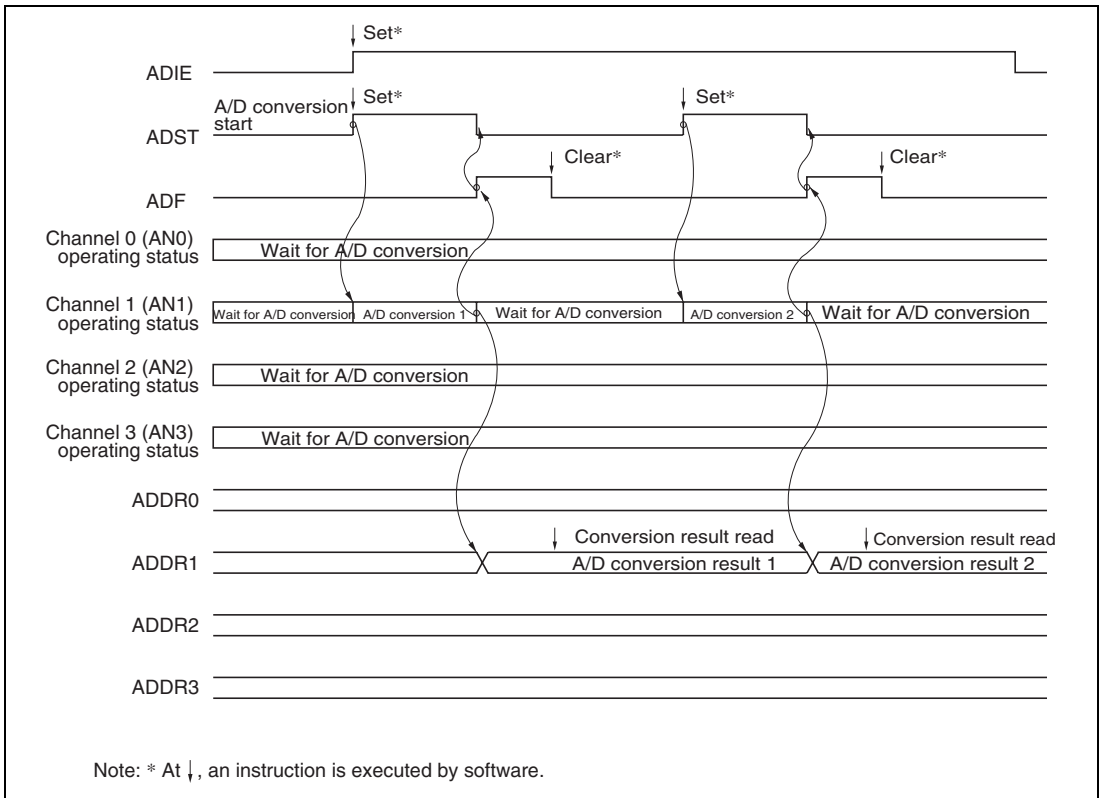 Set*
ADIE
A/D conversion
start
Set*
Set*
ADST
Clear*
Clear*
ADF
Channel 0 (AN0)
operating status
Wait for A/D conversion
Channel 1 (AN1)
operating status
Wait for A/D conversion
A/D conversion 1
Wait for A/D conversion
A/D conversion 2
Wait for A/D conversion
Channel 2 (AN2)
operating status
Wait for A/D conversion
Channel 3 (AN3)
operating status
Wait for A/D conversion
ADDR0
Conversion result read
Conversion result read
ADDR1
A/D conversion result 1
A/D conversion result 2
ADDR2
ADDR3
Note: * At ↓, an instruction is executed by software.